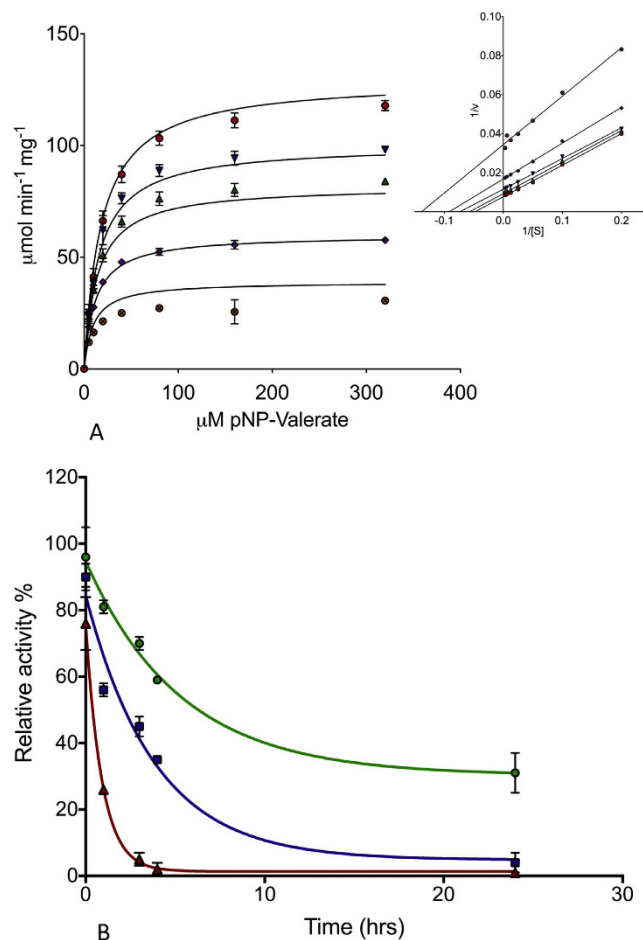 150
100
50
0
μmol min⁻¹ mg⁻¹
0 100 200 300 400
μM pNP-Valerate
A
0.10
0.08
0.06
0.04
0.02
1/v
-0.1 0.0 0.1 0.2
1/[S]
120
100
80
60
40
20
0
Relative activity %
0 10 20 30
Time (hrs)
B